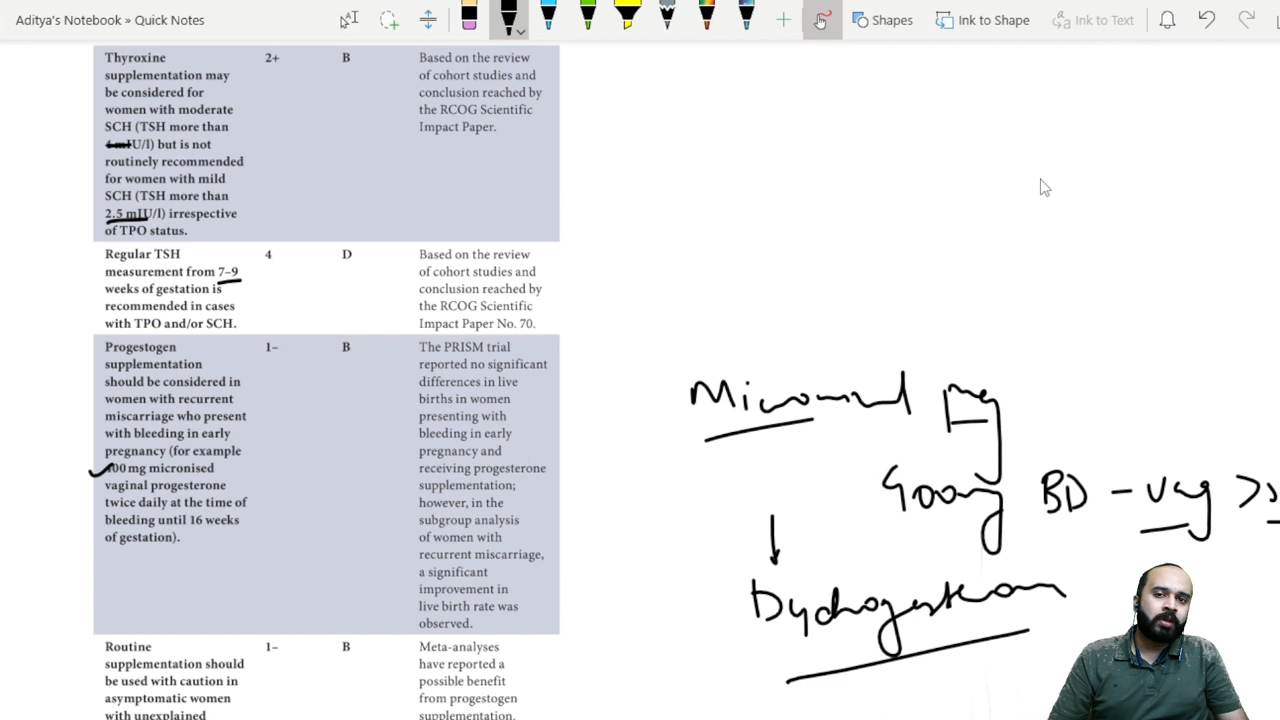 Aditya's Notebook » Quick Notes
Shapes
Ink to Shape
Ink to Text
Thyroxine
supplementation may
be considered for
women with moderate
SCH (TSH more than
4 mIU/l) but is not
routinely recommended
for women with mild
SCH (TSH more than
2.5 mIU/l) irrespective
of TPO status.
2+
B
Based on the review
of cohort studies and
conclusion reached by
the RCOG Scientific
Impact Paper.
Regular TSH
measurement from 7–9
weeks of gestation is
recommended in cases
with TPO and/or SCH.
4
D
Based on the review
of cohort studies and
conclusion reached by
the RCOG Scientific
Impact Paper No. 70.
Progestogen
supplementation
should be considered in
women with recurrent
miscarriage who present
with bleeding in early
pregnancy (for example
400 mg micronised
vaginal progesterone
twice daily at the time of
bleeding until 16 weeks
of gestation).
1–
B
The PRISM trial
reported no significant
differences in live
births in women
presenting with
bleeding in early
pregnancy and
receiving progesterone
supplementation;
however, in the
subgroup analysis
of women with
recurrent miscarriage,
a significant
improvement in
live birth rate was
observed.
Routine
supplementation should
be used with caution in
asymptomatic women
with unexplained
1–
B
Meta-analyses
have reported a
possible benefit
from progestogen
supplementation.
400mg BD – vag >